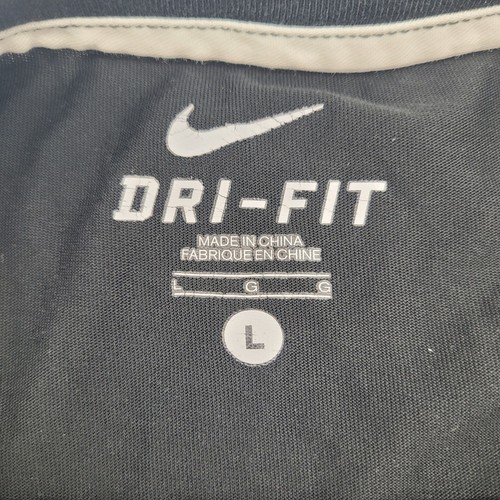 DRI-FIT
MADE IN CHINA
FABRIQUE EN CHINE
L G G
L